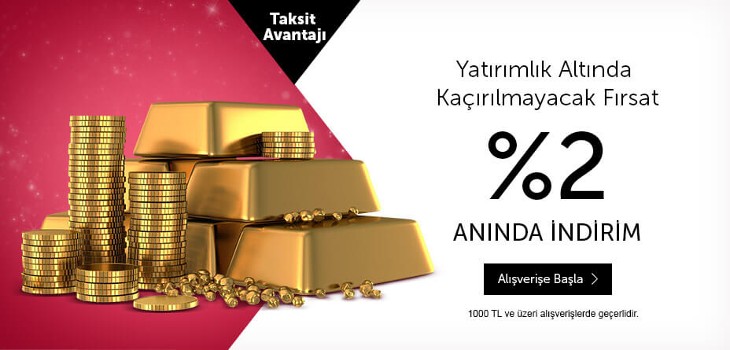 Taksit
Avantajı
Yatırımlık Altında
Kaçırılmayacak Fırsat
%2
ANINDA İNDİRİM
Alışverişe Başla
1000 TL ve üzeri alışverişlerde geçerlidir.